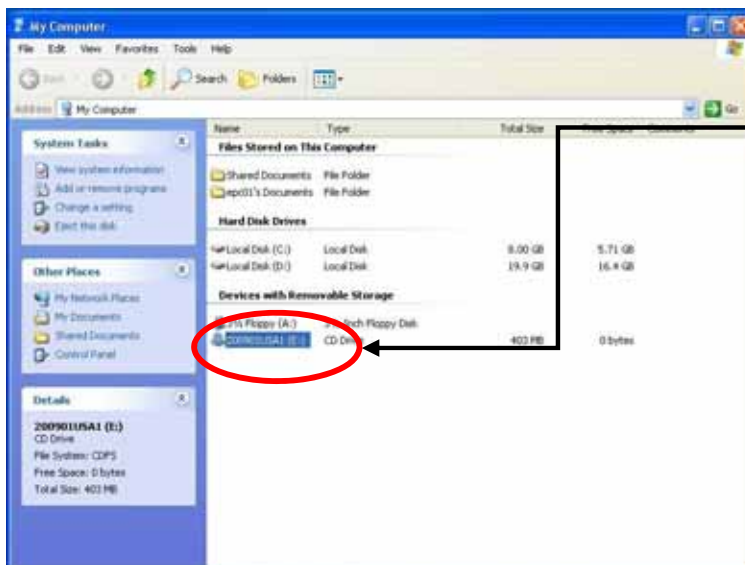 My Computer
File Edit View Favorites Tools Help
Search Folders
My Computer Go
Name Type Total Size
System Tasks
View system information
Add or remove programs
Change a setting
Eject this disk
Other Places
My Network Places
My Documents
Shared Documents
Control Panel
Details
200901USA1 (E:)
CD Drive
File System: CDFS
Free Space: 0 bytes
Total Size: 403 MB
Files Stored on This Computer
Shared Documents File Folder
epc01's Documents File Folder
Hard Disk Drives
Local Disk (C:) Local Disk 8.00 GB 5.71 GB
Local Disk (D:) Local Disk 19.9 GB 16.4 GB
Devices with Removable Storage
3½ Floppy (A:) 3½-Inch Floppy Disk
200901USA1 (E:) CD Drive 403 MB 0 bytes